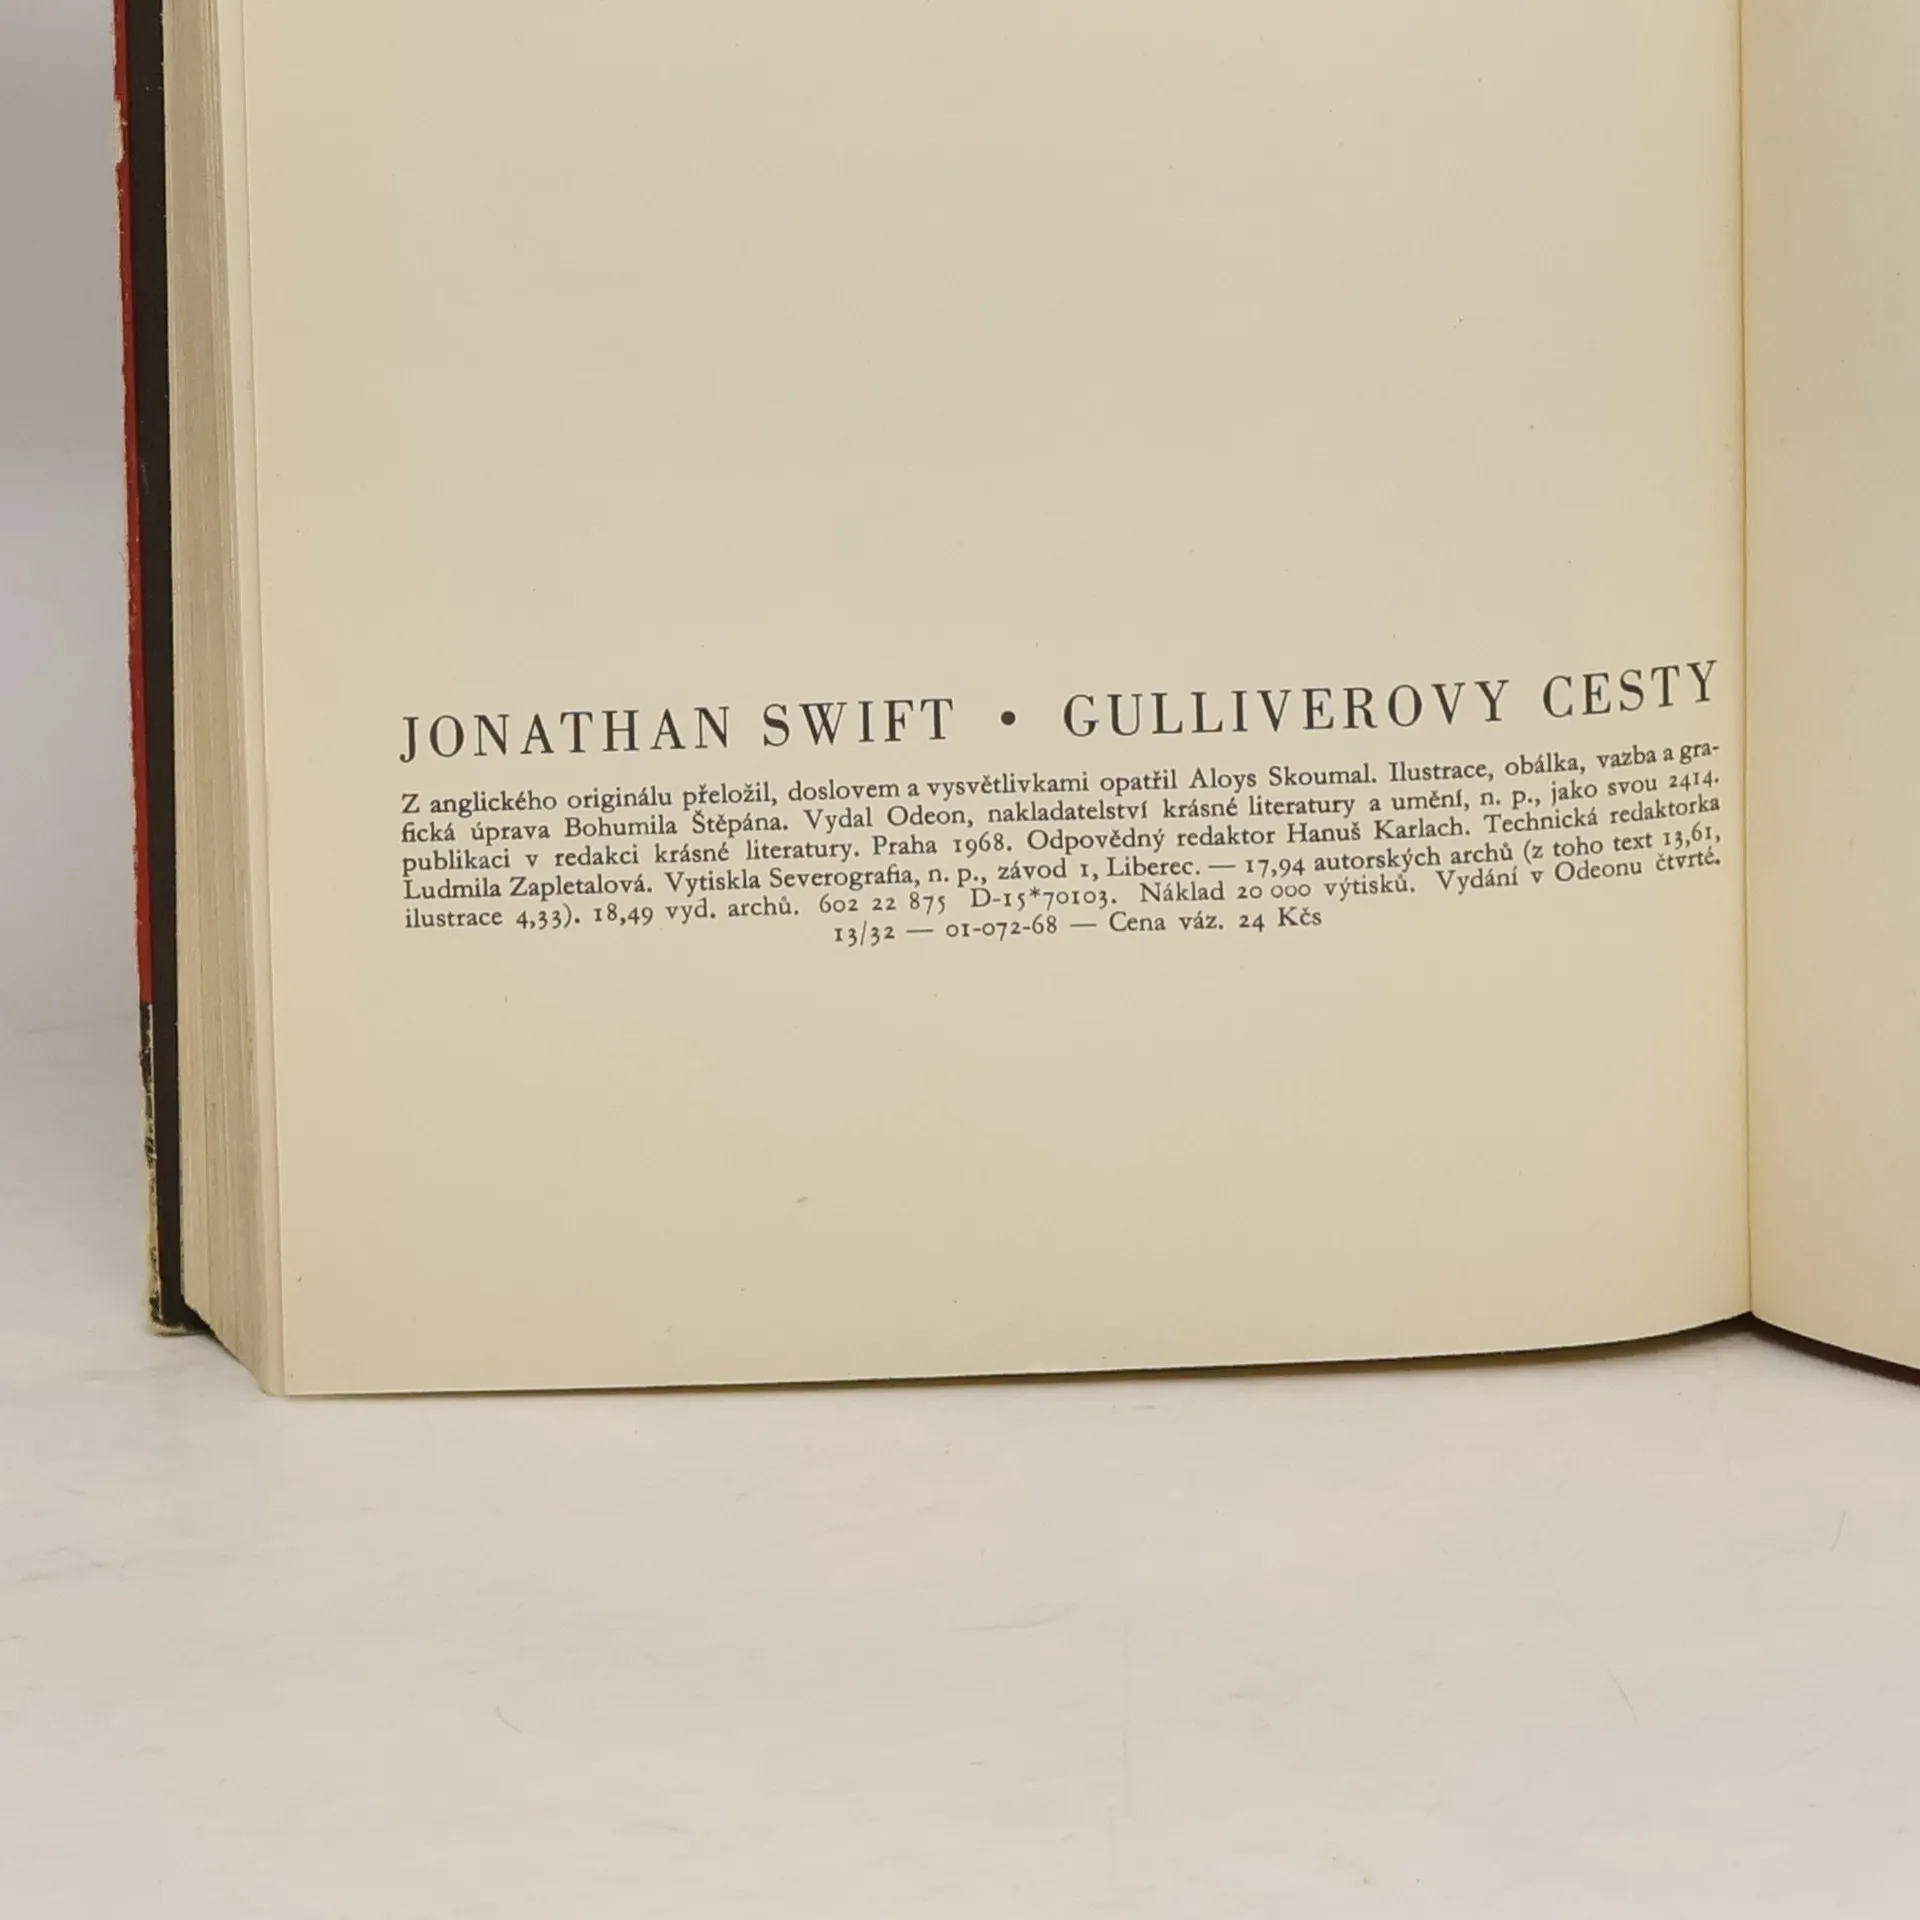 JONATHAN SWIFT • GULLIVEROVY CESTY
Z anglického originálu přeložil, doslovem a vysvětlivkami opatřil Aloys Skoumal. Ilustrace, obálka, vazba a gra-
fická úprava Bohumila Štěpána. Vydal Odeon, nakladatelství krásné literatury a umění, n. p., jako svou 2414.
publikaci v redakci krásné literatury. Praha 1968. Odpovědný redaktor Hanuš Karlach. Technická redaktorka
Ludmila Zapletalová. Vytiskla Severografia, n. p., závod 1, Liberec. — 17,94 autorských archů (z toho text 13,61,
ilustrace 4,33). 18,49 vyd. archů. 602 22 875 D-15*70103. Náklad 20 000 výtisků. Vydání v Odeonu čtvrté.
13/32 — 01-072-68 — Cena váz. 24 Kčs